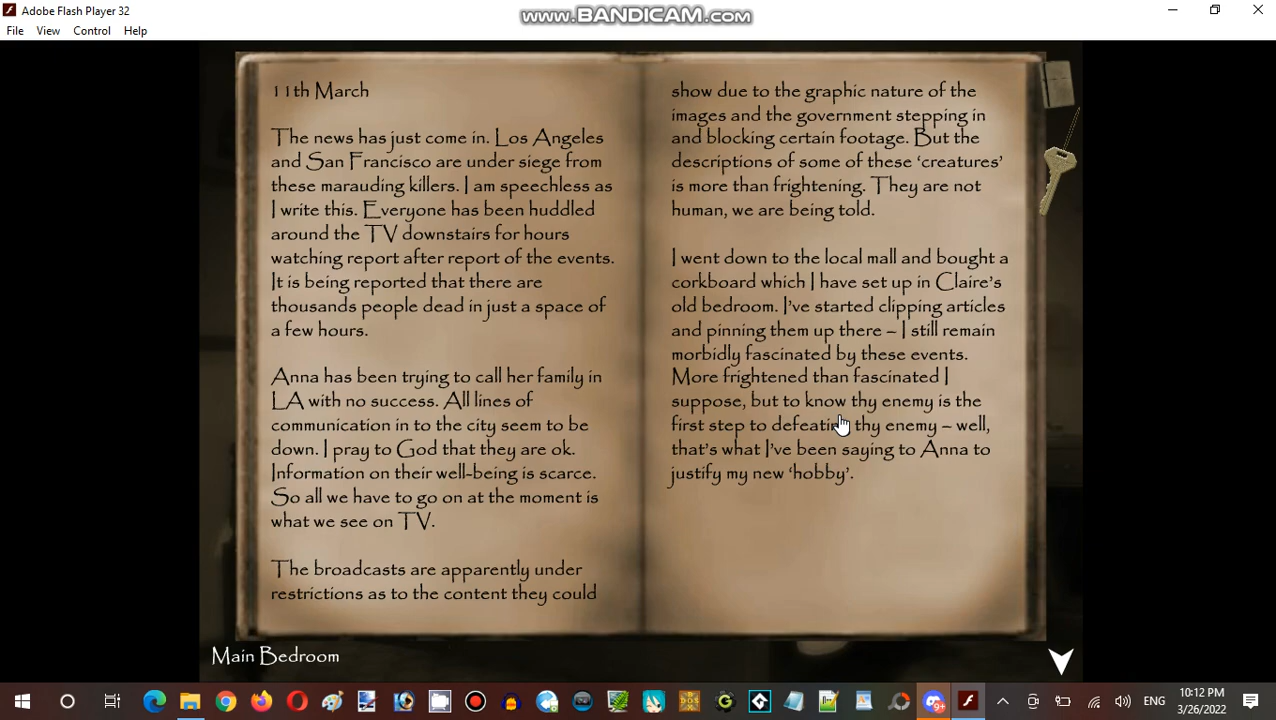 Adobe Flash Player 32
www.BANDICAM.com
File View Control Help
11th March
The news has just come in. Los Angeles
and San Francisco are under siege from
these marauding killers. I am speechless as
I write this. Everyone has been huddled
around the TV downstairs for hours
watching report after report of the events.
It is being reported that there are
thousands people dead in just a space of
a few hours.
Anna has been trying to call her family in
LA with no success. All lines of
communication in to the city seem to be
down. I pray to God that they are ok.
Information on their well-being is scarce.
So all we have to go on at the moment is
what we see on TV.
The broadcasts are apparently under
restrictions as to the content they could
show due to the graphic nature of the
images and the government stepping in
and blocking certain footage. But the
descriptions of some of these ‘creatures’
is more than frightening. They are not
human, we are being told.
I went down to the local mall and bought a
corkboard which I have set up in Claire’s
old bedroom. I’ve started clipping articles
and pinning them up there – I still remain
morbidly fascinated by these events.
More frightened than fascinated I
suppose, but to know thy enemy is the
first step to defeating thy enemy – well,
that’s what I’ve been saying to Anna to
justify my new ‘hobby’.
Main Bedroom
ENG
10:12 PM
3/26/2022